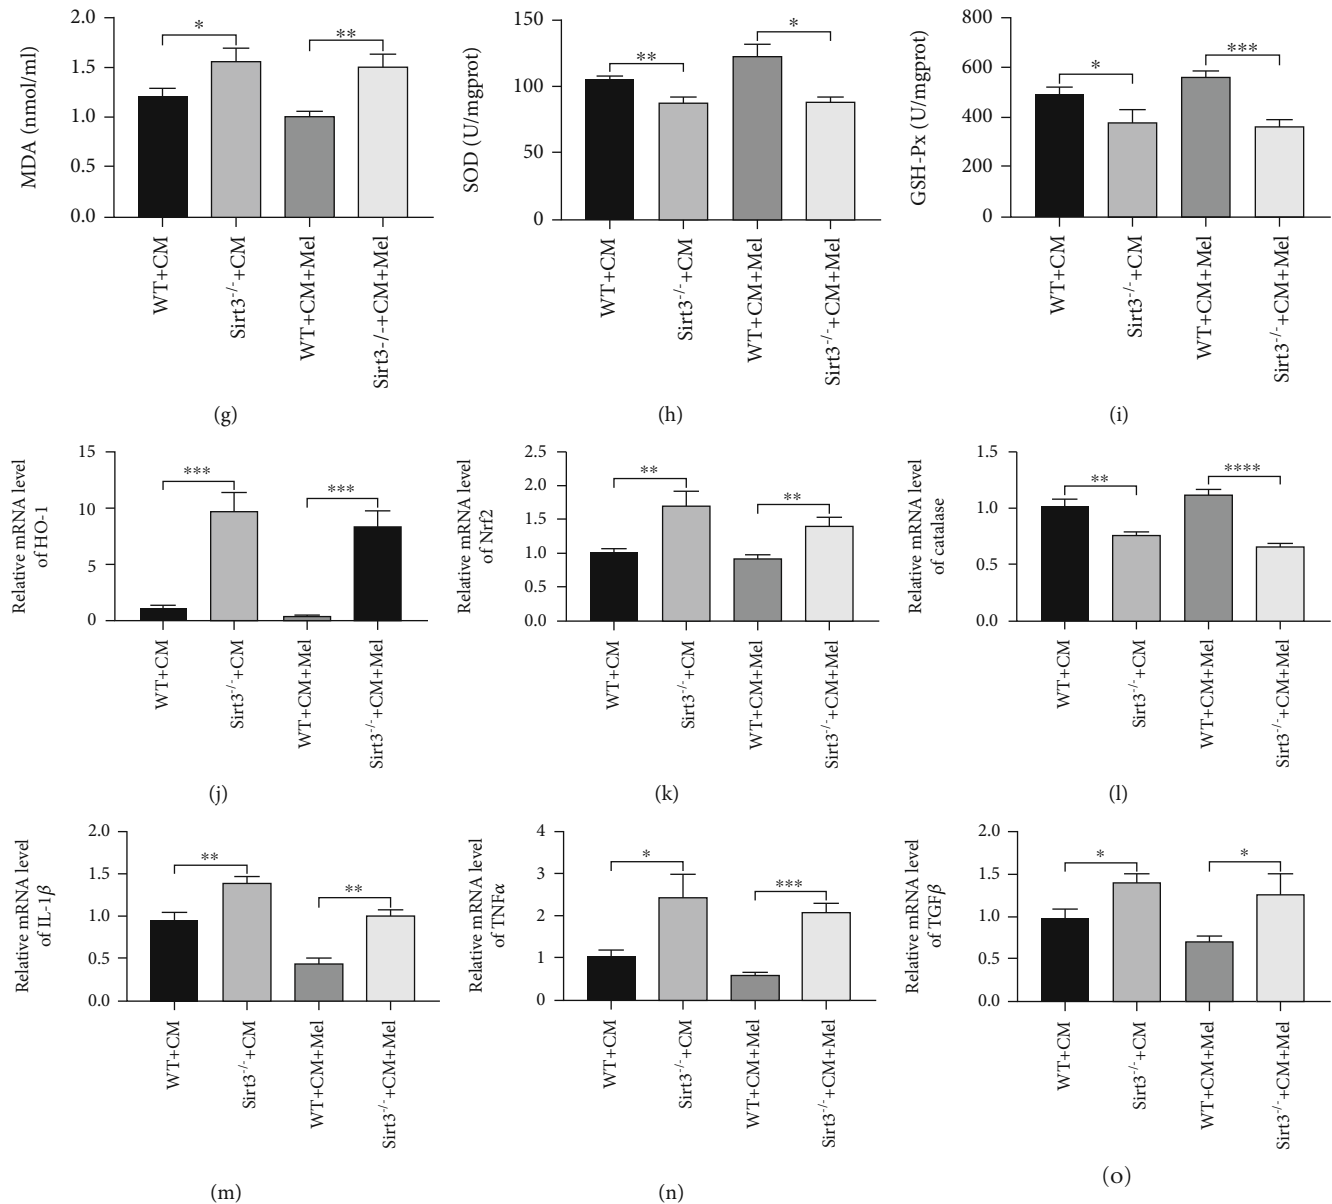 MDA (nmol/ml)
2.0
1.5
1.0
0.5
0.0
*
**
WT+CM
Sirt3-/-+CM
WT+CM+Mel
Sirt3-/-+CM+Mel
(g)
SOD (U/mgprot)
150
100
50
0
**
*
WT+CM
Sirt3-/-+CM
WT+CM+Mel
Sirt3-/-+CM+Mel
(h)
GSH-Px (U/mgprot)
800
600
400
200
0
*
***
WT+CM
Sirt3-/-+CM
WT+CM+Mel
Sirt3-/-+CM+Mel
(i)
Relative mRNA level
of HO-1
15
10
5
0
***
***
WT+CM
Sirt3-/-+CM
WT+CM+Mel
Sirt3-/-+CM+Mel
(j)
Relative mRNA level
of Nrf2
2.5
2.0
1.5
1.0
0.5
0.0
**
**
WT+CM
Sirt3-/-+CM
WT+CM+Mel
Sirt3-/-+CM+Mel
(k)
Relative mRNA level
of catalase
1.5
1.0
0.5
0.0
**
****
WT+CM
Sirt3-/-+CM
WT+CM+Mel
Sirt3-/-+CM+Mel
(l)
Relative mRNA level
of IL-1β
2.0
1.5
1.0
0.5
0.0
**
**
WT+CM
Sirt3-/-+CM
WT+CM+Mel
Sirt3-/-+CM+Mel
(m)
Relative mRNA level
of TNFα
4
3
2
1
0
*
***
WT+CM
Sirt3-/-+CM
WT+CM+Mel
Sirt3-/-+CM+Mel
(n)
Relative mRNA level
of TGFβ
2.0
1.5
1.0
0.5
0.0
*
*
WT+CM
Sirt3-/-+CM
WT+CM+Mel
Sirt3-/-+CM+Mel
(o)